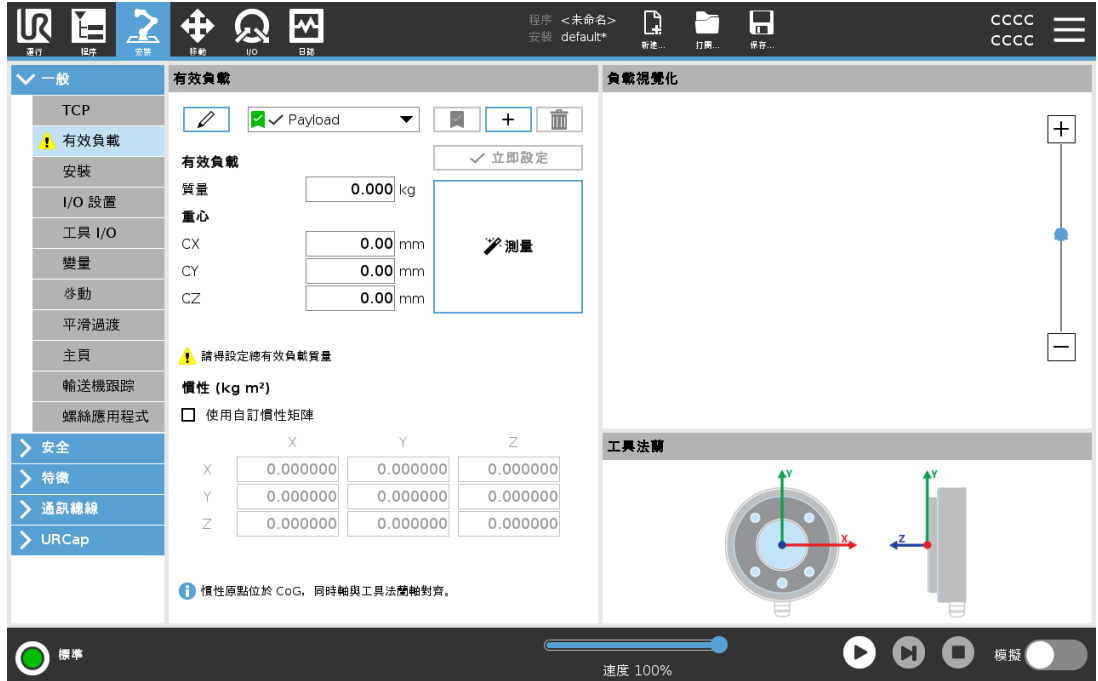 UR
運行
程序
安裝
移動
I/O
日誌
程序 <未命名>
安裝 default*
新建...
打開...
保存...
CCCC
CCCC
一般
TCP
有效負載
安裝
I/O 設置
工具 I/O
變量
啓動
平滑過渡
主頁
輸送機跟踪
螺絲應用程式
安全
特徵
通訊總線
URCap
有效負載
Payload
+
有效負載
立即設定
質量 0.000 kg
重心
CX 0.00 mm
CY 0.00 mm
CZ 0.00 mm
測量
請得設定總有效負載質量
慣性 (kg m²)
使用自訂慣性矩陣
X Y Z
X 0.000000 0.000000 0.000000
Y 0.000000 0.000000 0.000000
Z 0.000000 0.000000 0.000000
慣性原點位於 CoG，同時軸與工具法蘭軸對齊。
負載視覺化
+
−
工具法蘭
Y
X
Y
Z
標準
速度 100%
模擬